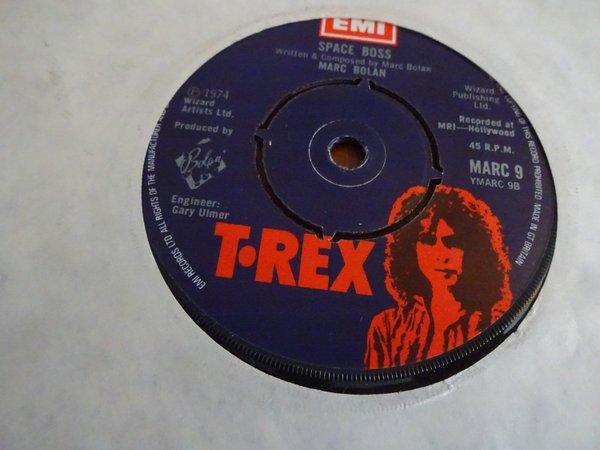 EMI
SPACE BOSS
Written & Composed by Marc Bolan
MARC BOLAN
Ⓟ 1974
Wizard
Artists Ltd.
Produced by
Bolan
Engineer:
Gary Ulmer
Wizard
Publishing
Ltd.
Recorded at
MRI—Hollywood
45 R.P.M.
MARC 9
YMARC 9B
T•REX
EMI RECORDS LTD ALL RIGHTS OF THE MANUFACTURER
OF THIS RECORD PROHIBITED MADE IN GT BRITAIN